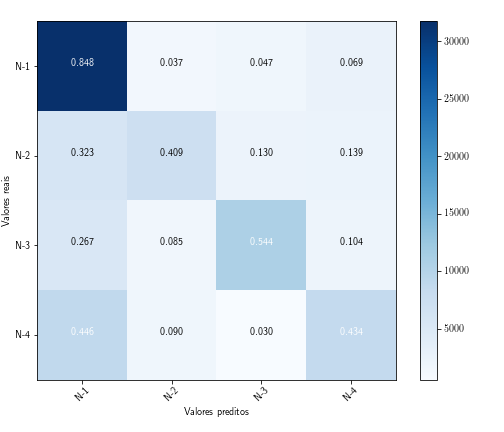 N-1 0.848 0.037 0.047 0.069
N-2 0.323 0.409 0.130 0.139
N-3 0.267 0.085 0.544 0.104
N-4 0.446 0.090 0.030 0.434
N-1 N-2 N-3 N-4
Valores preditos
Valores reais
30000
25000
20000
15000
10000
5000